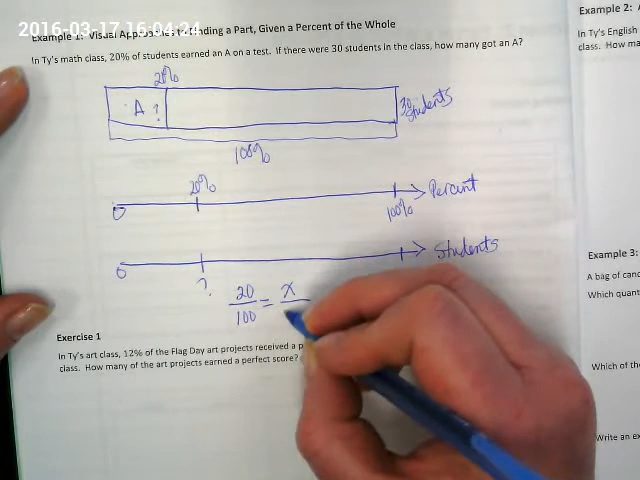 2016-03-17 16:04:24
Example 1: Visual Approaches to Finding a Part, Given a Percent of the Whole
In Ty's math class, 20% of students earned an A on a test. If there were 30 students in the class, how many got an A?
20%
A ?
30 students
100%
20%
Percent
0
100%
Students
0
?
20/100 = x
Exercise 1
In Ty's art class, 12% of the Flag Day art projects received a p
class. How many of the art projects earned a perfect score?
Example 2:
In Ty's English
class. How ma
Example 3:
A bag of canc
Which quant
Which of th
Write an ex